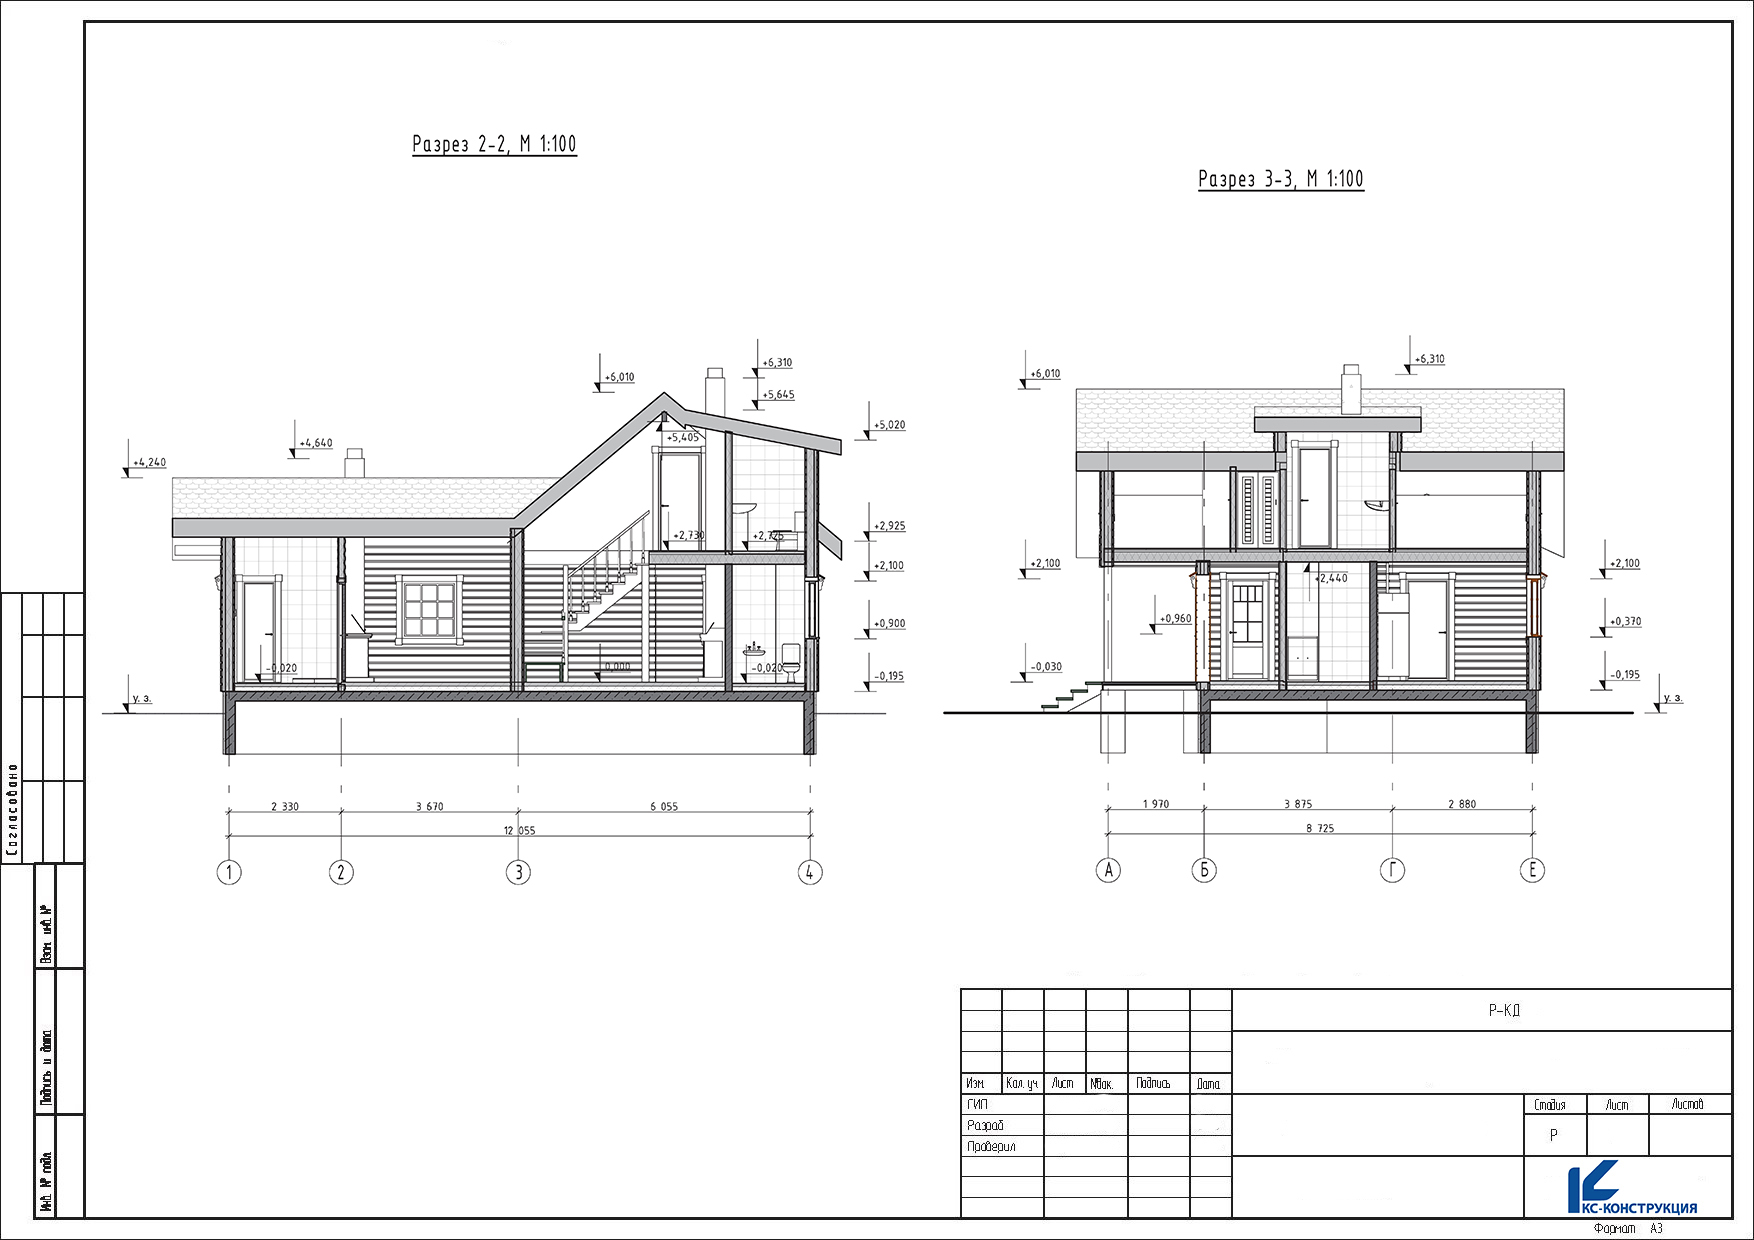 Разрез 2-2, М 1:100
+6,310
+6,010
+5,645
+5,020
+5,405
+4,640
+4,240
+2,925
+2,730
+2,725
+2,100
+0,900
-0,020
0,000
-0,020
-0,195
у. з.
2 330
3 670
6 055
12 055
1
2
3
4
Разрез 3-3, М 1:100
+6,310
+6,010
+2,100
+2,440
+2,100
+0,960
+0,370
-0,030
-0,195
у. з.
1 970
3 875
2 880
8 725
А
Б
Г
Е
Согласовано
Взам. инв. №
Подпись и дата
Инв. № подл.
Р-КД
Изм. Кол. уч Лист №док. Подпись Дата
ГИП
Разраб
Проверил
Стадия Лист Листов
Р
КС-КОНСТРУКЦИЯ
Формат А3